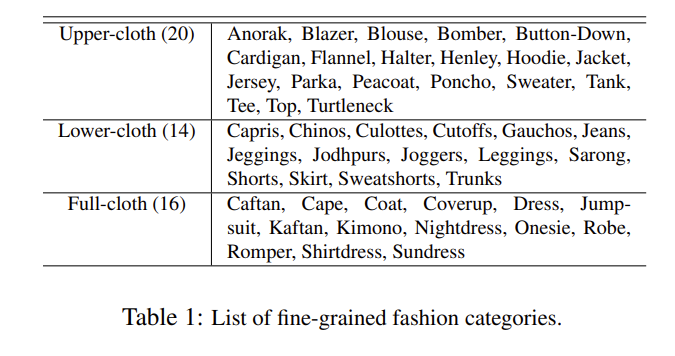 Upper-cloth (20) Anorak, Blazer, Blouse, Bomber, Button-Down,
Cardigan, Flannel, Halter, Henley, Hoodie, Jacket,
Jersey, Parka, Peacoat, Poncho, Sweater, Tank,
Tee, Top, Turtleneck
Lower-cloth (14) Capris, Chinos, Culottes, Cutoffs, Gauchos, Jeans,
Jeggings, Jodhpurs, Joggers, Leggings, Sarong,
Shorts, Skirt, Sweatshorts, Trunks
Full-cloth (16) Caftan, Cape, Coat, Coverup, Dress, Jump-
suit, Kaftan, Kimono, Nightdress, Onesie, Robe,
Romper, Shirtdress, Sundress
Table 1: List of fine-grained fashion categories.